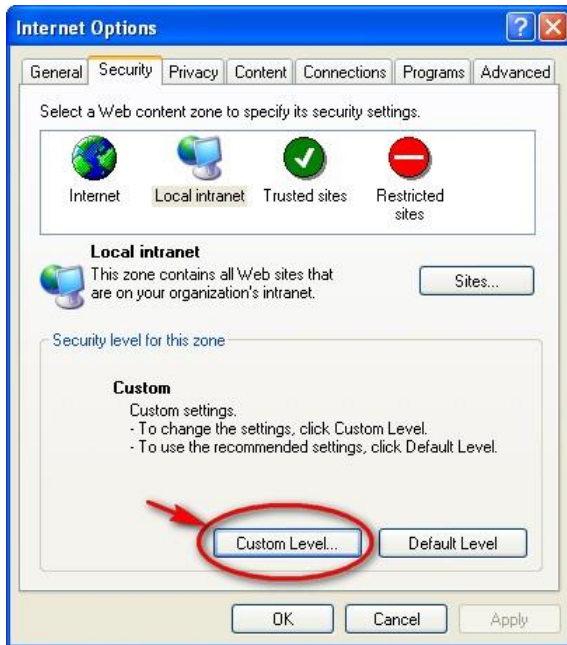 Internet Options
General Security Privacy Content Connections Programs Advanced
Select a Web content zone to specify its security settings.
Internet Local intranet Trusted sites Restricted
sites
Local intranet
This zone contains all Web sites that
are on your organization's intranet.
Sites...
Security level for this zone
Custom
Custom settings.
- To change the settings, click Custom Level.
- To use the recommended settings, click Default Level.
Custom Level... Default Level
OK Cancel Apply